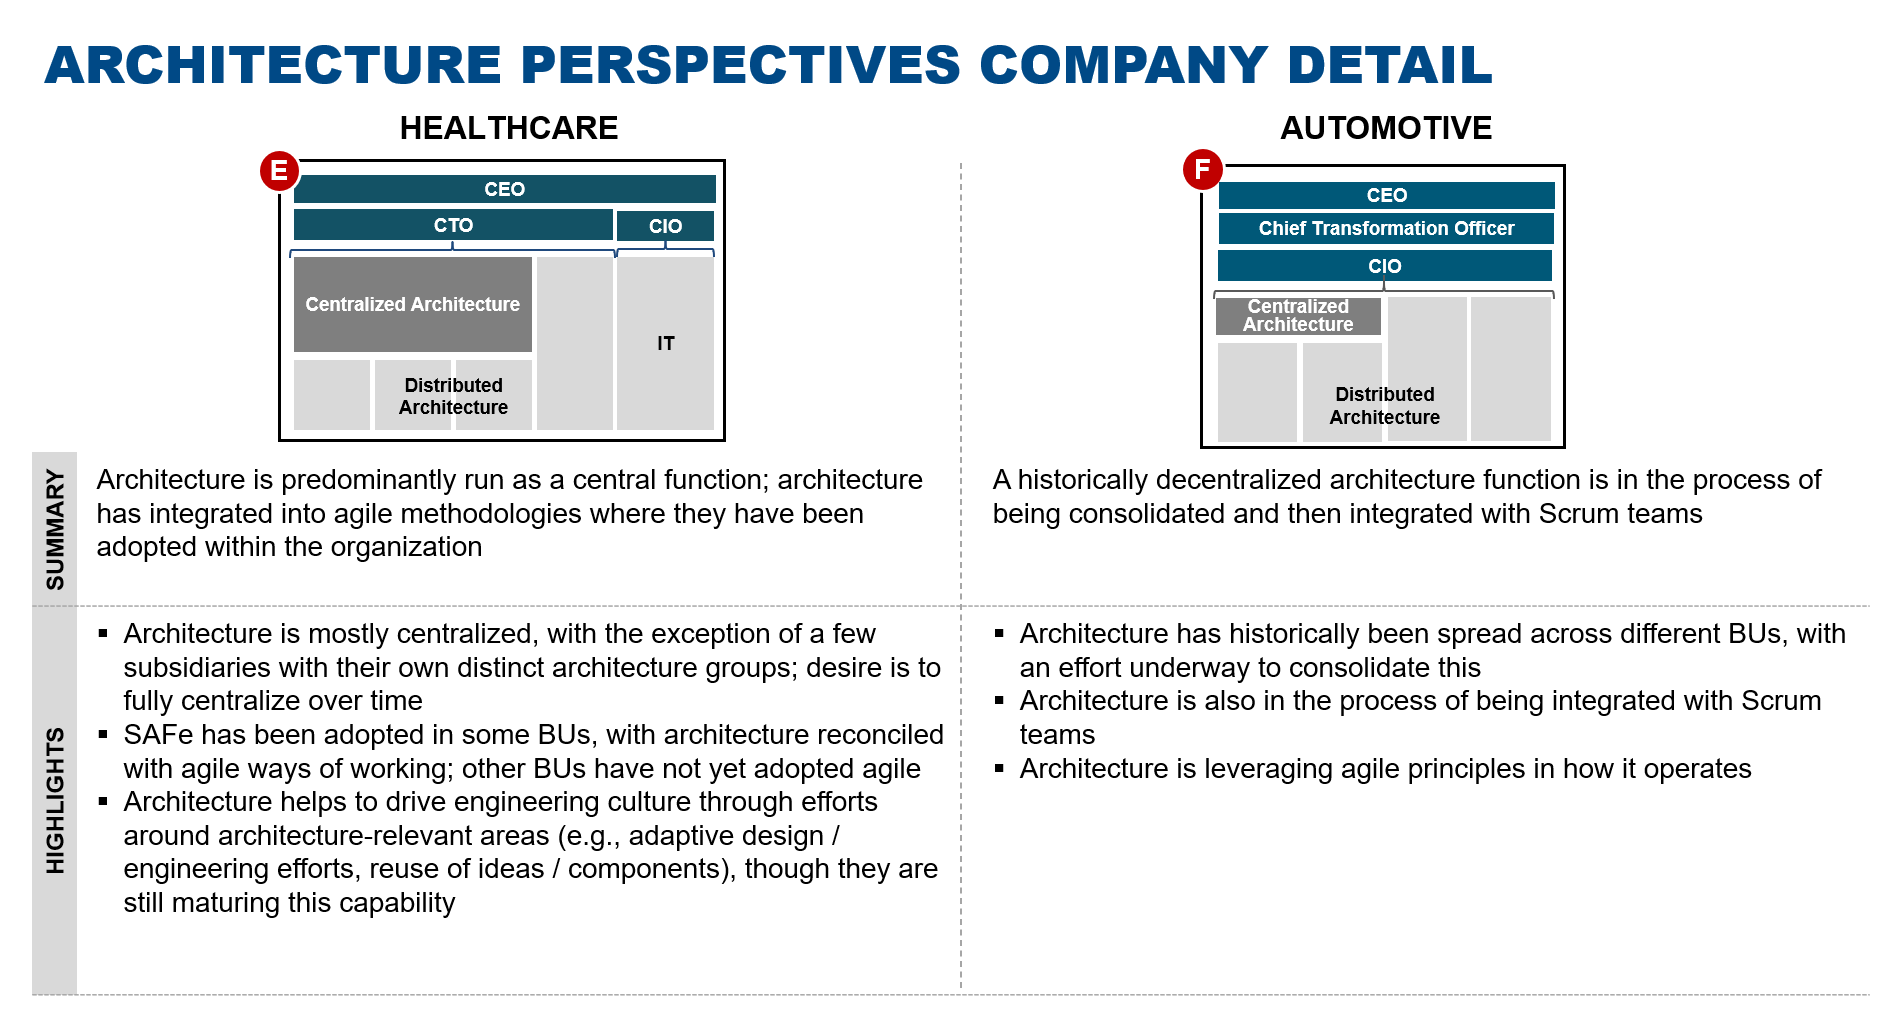 ARCHITECTURE PERSPECTIVES COMPANY DETAIL
HEALTHCARE
E
CEO
CTO
CIO
Centralized Architecture
IT
Distributed
Architecture
AUTOMOTIVE
F
CEO
Chief Transformation Officer
CIO
Centralized
Architecture
Distributed
Architecture
SUMMARY
Architecture is predominantly run as a central function; architecture
has integrated into agile methodologies where they have been
adopted within the organization
A historically decentralized architecture function is in the process of
being consolidated and then integrated with Scrum teams
HIGHLIGHTS
▪ Architecture is mostly centralized, with the exception of a few
subsidiaries with their own distinct architecture groups; desire is to
fully centralize over time
▪ SAFe has been adopted in some BUs, with architecture reconciled
with agile ways of working; other BUs have not yet adopted agile
▪ Architecture helps to drive engineering culture through efforts
around architecture-relevant areas (e.g., adaptive design /
engineering efforts, reuse of ideas / components), though they are
still maturing this capability
▪ Architecture has historically been spread across different BUs, with
an effort underway to consolidate this
▪ Architecture is also in the process of being integrated with Scrum
teams
▪ Architecture is leveraging agile principles in how it operates